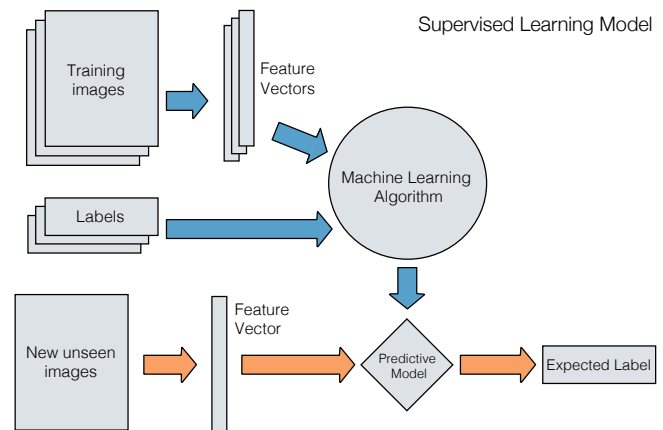 Supervised Learning Model
Training
images
Feature
Vectors
Machine Learning
Algorithm
Labels
New unseen
images
Feature
Vector
Predictive
Model
Expected Label